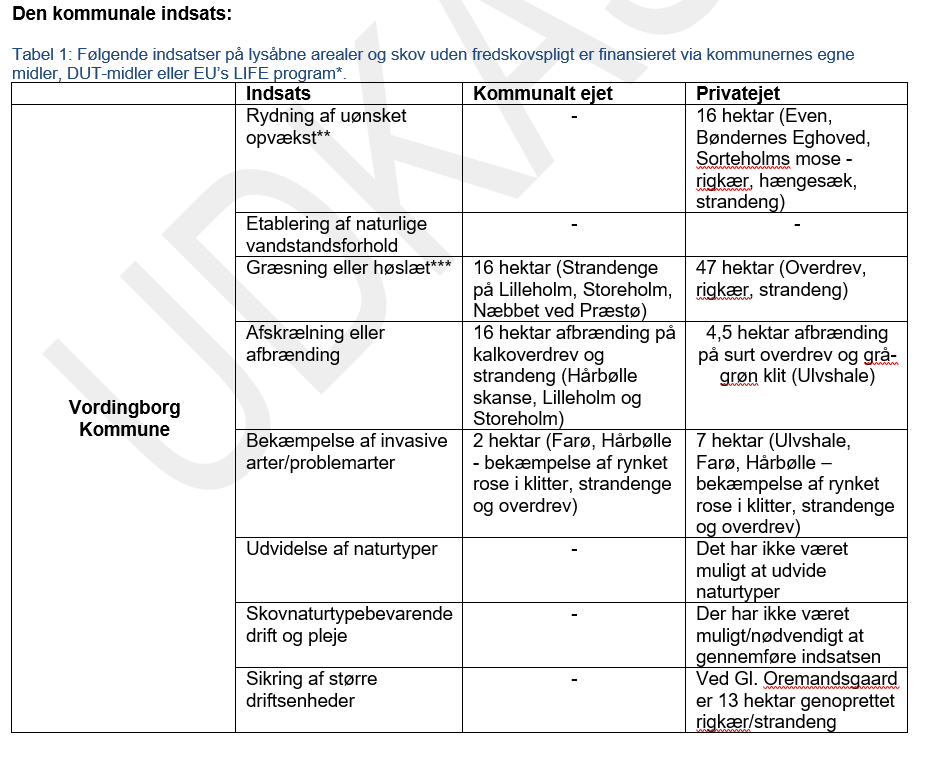 Den kommunale indsats:
Tabel 1: Følgende indsatser på lysåbne arealer og skov uden fredskovspligt er finansieret via kommunernes egne
midler, DUT-midler eller EU's LIFE program*.
Indsats
Kommunalt ejet
Privatejet
Vordingborg
Kommune
Rydning af uønsket
opvækst**
-
16 hektar (Even,
Bøndernes Eghoved,
Sorteholms mose -
rigkær, hængesæk,
strandeng)
Etablering af naturlige
vandstandsforhold
-
-
Græsning eller høslæt***
16 hektar (Strandenge
på Lilleholm, Storeholm,
Næbbet ved Præstø)
47 hektar (Overdrev,
rigkær, strandeng)
Afskrælning eller
afbrænding
16 hektar afbrænding på
kalkoverdrev og
strandeng (Hårbølle
skanse, Lilleholm og
Storeholm)
4,5 hektar afbrænding
på surt overdrev og grå-
grøn klit (Ulvshale)
Bekæmpelse af invasive
arter/problemarter
2 hektar (Farø, Hårbølle
- bekæmpelse af rynket
rose i klitter, strandenge
og overdrev)
7 hektar (Ulvshale,
Farø, Hårbølle –
bekæmpelse af rynket
rose i klitter, strandenge
og overdrev)
Udvidelse af naturtyper
-
Det har ikke været
muligt at udvide
naturtyper
Skovnaturtypebevarende
drift og pleje
-
Der har ikke været
muligt/nødvendigt at
gennemføre indsatsen
Sikring af større
driftsenheder
-
Ved Gl. Oremandsgaard
er 13 hektar genoprettet
rigkær/strandeng
UDKAS